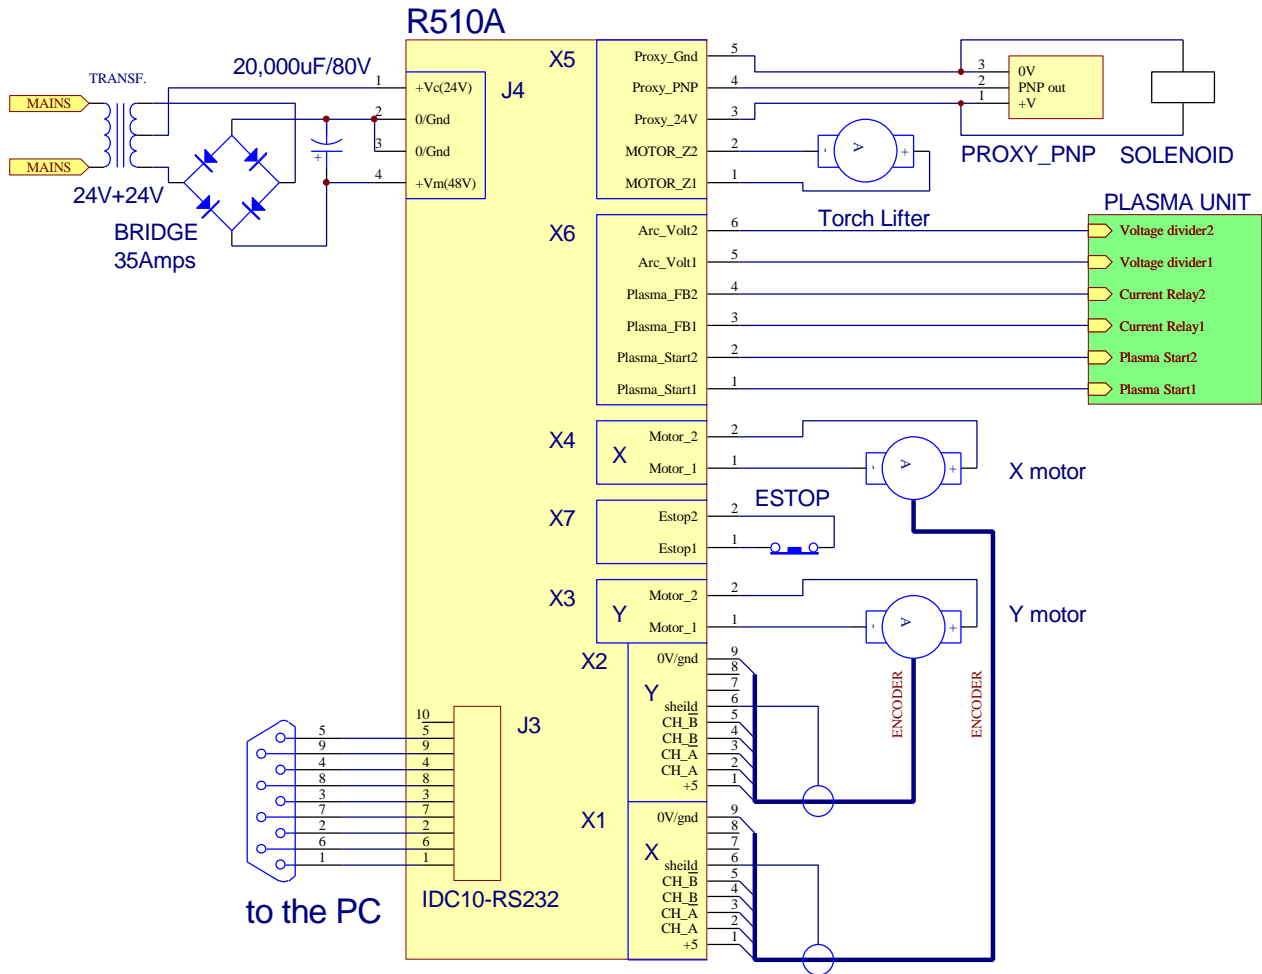 R510A
TRANSF.
MAINS
MAINS
24V+24V
BRIDGE
35Amps
20,000uF/80V
+
J4
1 +Vc(24V)
2 0/Gnd
3 0/Gnd
4 +Vm(48V)
X5
Proxy_Gnd 5
Proxy_PNP 4
Proxy_24V 3
MOTOR_Z2 2
MOTOR_Z1 1
3 0V
2 PNP out
1 +V
PROXY_PNP
SOLENOID
- A +
Torch Lifter
X6
Arc_Volt2 6
Arc_Volt1 5
Plasma_FB2 4
Plasma_FB1 3
Plasma_Start2 2
Plasma_Start1 1
PLASMA UNIT
Voltage divider2
Voltage divider1
Current Relay2
Current Relay1
Plasma Start2
Plasma Start1
X4
X
Motor_2 2
Motor_1 1
- A +
X motor
X7
Estop2 2
Estop1 1
ESTOP
X3
Y
Motor_2 2
Motor_1 1
- A +
Y motor
ENCODER
ENCODER
X2
Y
0V/gnd 9
8
7
sheild 6
CH_B 5
CH_B 4
CH_A 3
CH_A 2
+5 1
X1
X
0V/gnd 9
8
7
sheild 6
CH_B 5
CH_B 4
CH_A 3
CH_A 2
+5 1
J3
10
5 5
9 9
4 4
8 8
3 3
7 7
2 2
6 6
1 1
IDC10-RS232
to the PC